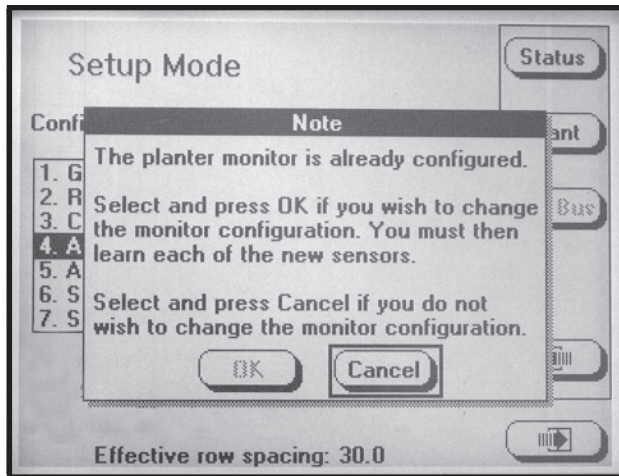 Setup Mode
Status
Confi
Note
ant
The planter monitor is already configured.
1. G
2. R
3. C
4. A
5. A
6. S
7. S
Select and press OK if you wish to change
the monitor configuration. You must then
learn each of the new sensors.
Bus
Select and press Cancel if you do not
wish to change the monitor configuration.
OK
Cancel
Effective row spacing: 30.0